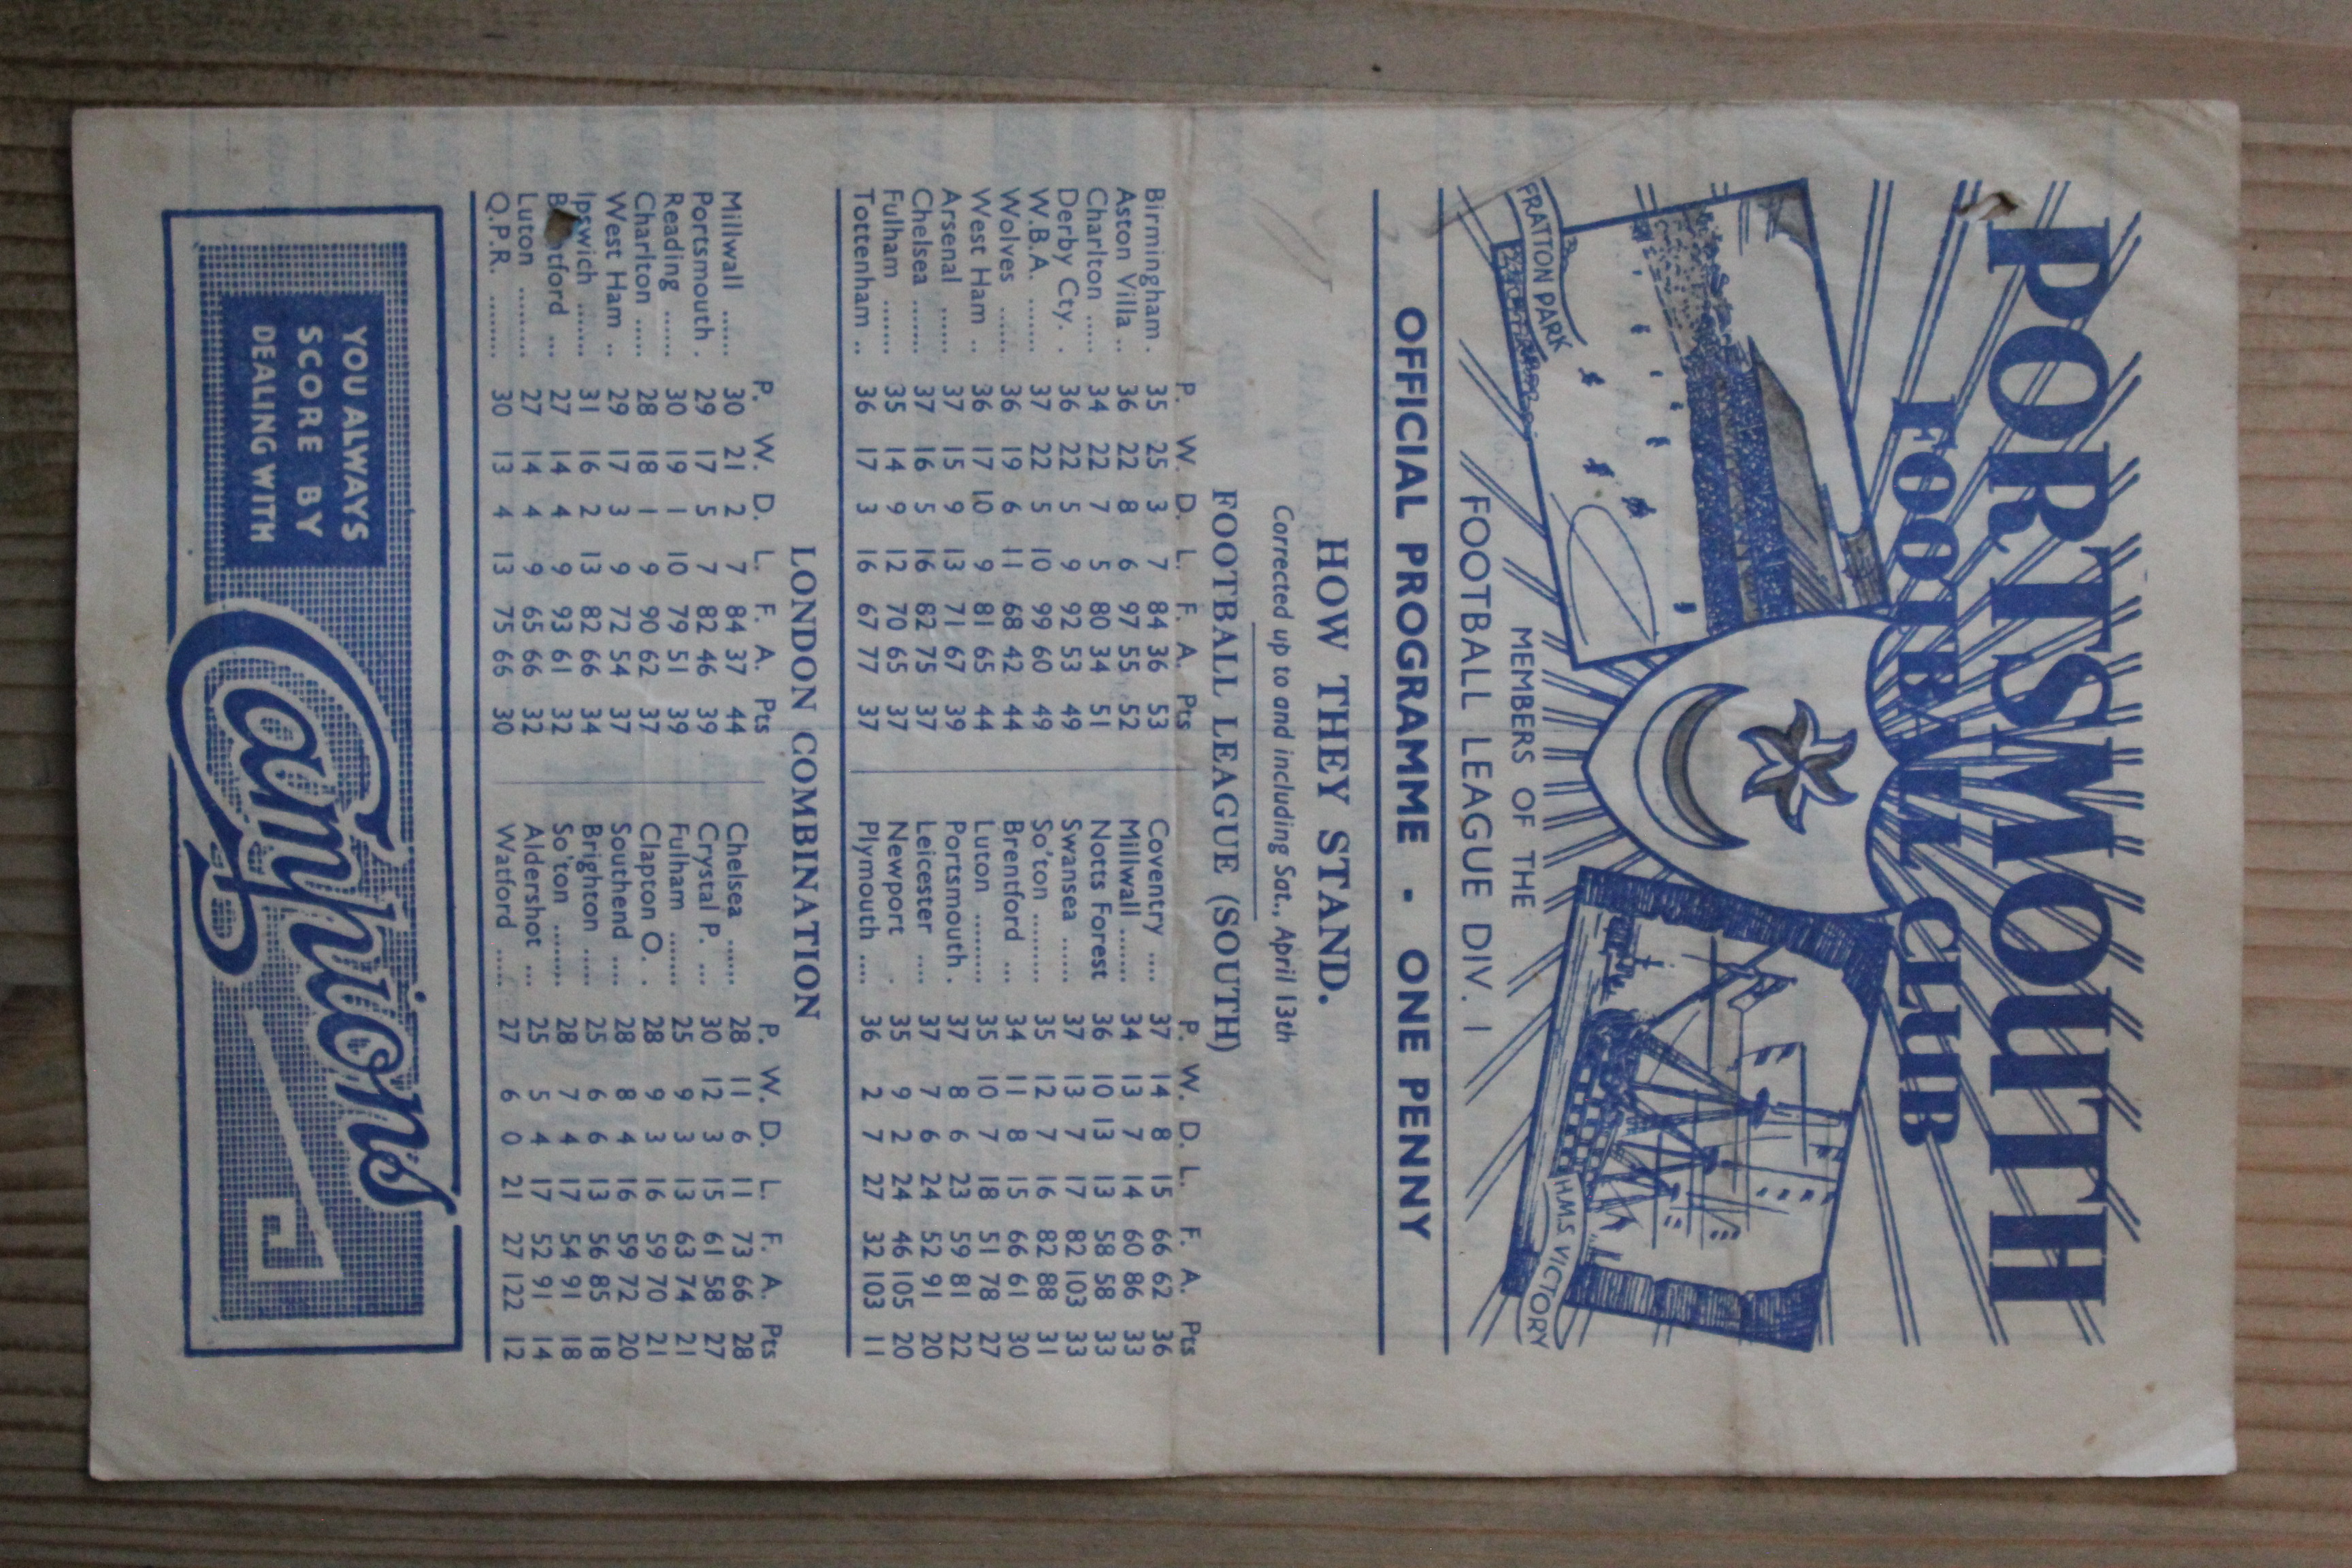 PORTSMOUTH
FOOTBALL CLUB
FRATTON PARK
H.M.S. VICTORY
MEMBERS OF THE
FOOTBALL LEAGUE DIV. 1
OFFICIAL PROGRAMME - ONE PENNY
HOW THEY STAND.
Corrected up to and including Sat., April 13th
FOOTBALL LEAGUE (SOUTH)
P. W. D. L. F. A. Pts P. W. D. L. F. A. Pts
Birmingham . 35 25 3 7 84 36 53 Coventry .... 37 14 8 15 66 62 36
Aston Villa .. 36 22 8 6 97 55 52 Millwall ....... 34 13 7 14 60 86 33
Charlton ..... 34 22 7 5 80 34 51 Notts Forest 36 10 13 13 58 58 33
Derby Cty. . 36 22 5 9 92 53 49 Swansea ...... 37 13 7 17 82 103 33
W.B.A. ........ 37 22 5 10 99 60 49 So'ton ......... 35 12 7 16 82 88 31
Wolves ....... 36 19 6 11 68 42 44 Brentford ... 34 11 8 15 66 61 30
West Ham .. 36 17 10 9 81 65 44 Luton .......... 35 10 7 18 51 78 27
Arsenal ....... 37 15 9 13 71 67 39 Portsmouth . 37 8 6 23 59 81 22
Chelsea ....... 37 16 5 16 82 75 37 Leicester .... 37 7 6 24 52 91 20
Fulham ........ 35 14 9 12 70 65 37 Newport . 35 9 2 24 46 105 20
Tottenham .. 36 17 3 16 67 77 37 Plymouth .... 36 2 7 27 32 103 11
LONDON COMBINATION
P. W. D. L. F. A. Pts P. W. D. L. F. A. Pts
Millwall ...... 30 21 2 7 84 37 44 Chelsea ...... 28 11 6 11 73 66 28
Portsmouth . 29 17 5 7 82 46 39 Crystal P. ... 30 12 3 15 61 58 27
Reading ...... 30 19 1 10 79 51 39 Fulham ........ 25 9 3 13 63 74 21
Charlton ..... 28 18 1 9 90 62 37 Clapton O. . 28 9 3 16 59 70 21
West Ham .. 29 17 3 9 72 54 37 Southend .... 28 8 4 16 59 72 20
Ipswich ....... 31 16 2 13 82 66 34 Brighton ..... 25 6 6 13 56 85 18
B tford ... 27 14 4 9 93 61 32 So'ton ........ 28 7 4 17 54 91 18
Luton ......... 27 14 4 9 65 66 32 Aldershot ... 25 5 4 17 52 91 14
Q.P.R. ........ 30 13 4 13 75 65 30 Watford ..... 27 6 0 21 27 122 12
YOU ALWAYS
SCORE BY
DEALING WITH
Camphions